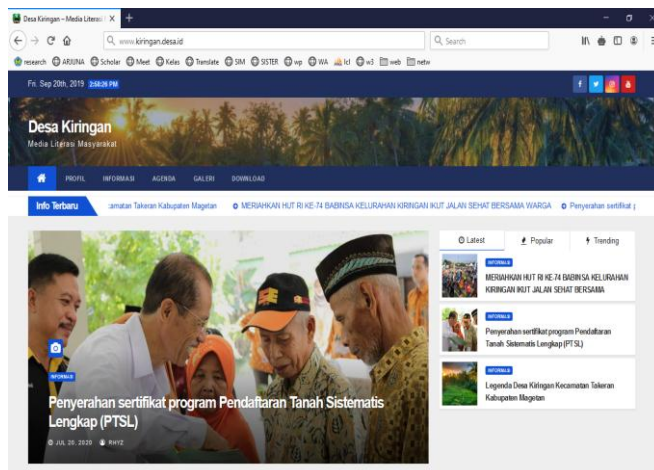 Desa Kiringan – Media Literasi
www.kiringan.desa.id
Search
research ARJUNA Scholar Meet Kelas Translate SIM SISTER wp WA lcl w3 web netw
Fri. Sep 20th, 2019 2:58:26 PM
Desa Kiringan
Media Literasi Masyarakat
PROFIL INFORMASI AGENDA GALERI DOWNLOAD
Info Terbaru
camatan Takeran Kabupaten Magetan
MERIAHKAN HUT RI KE-74 BABINSA KELURAHAN KIRINGAN IKUT JALAN SEHAT BERSAMA WARGA
Penyerahan sertifikat p
INFORMASI
Penyerahan sertifikat program Pendaftaran Tanah Sistematis
Lengkap (PTSL)
JUL 20, 2020 RHYZ
Latest Popular Trending
INFORMASI
MERIAHKAN HUT RI KE-74 BABINSA KELURAHAN
KIRINGAN IKUT JALAN SEHAT BERSAMA
INFORMASI
Penyerahan sertifikat program Pendaftaran
Tanah Sistematis Lengkap (PTSL)
INFORMASI
Legenda Desa Kiringan Kecamatan Takeran
Kabupaten Magetan